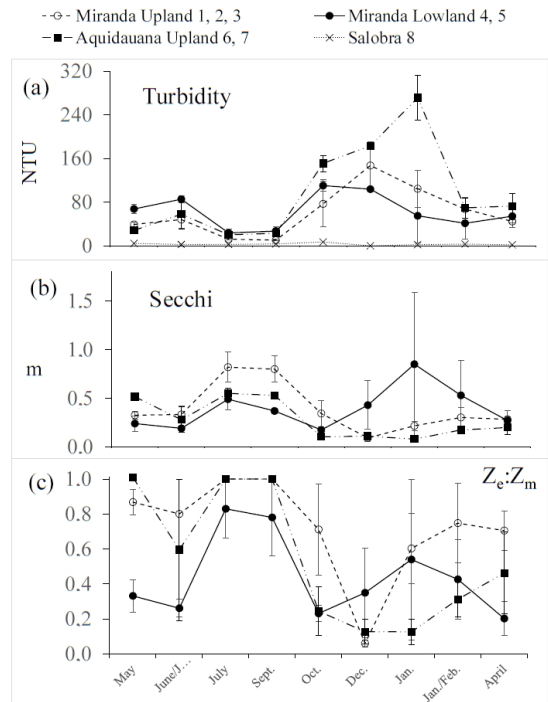 Miranda Upland 1, 2, 3 Miranda Lowland 4, 5
Aquidauana Upland 6, 7 Salobra 8
(a) Turbidity
320
240
160
80
0
NTU
(b) Secchi
1.5
1.0
0.5
0.0
m
(c) Ze:Zm
1.0
0.8
0.6
0.4
0.2
0.0
May June/J... July Sept. Oct. Dec. Jan. Jan./Feb. April